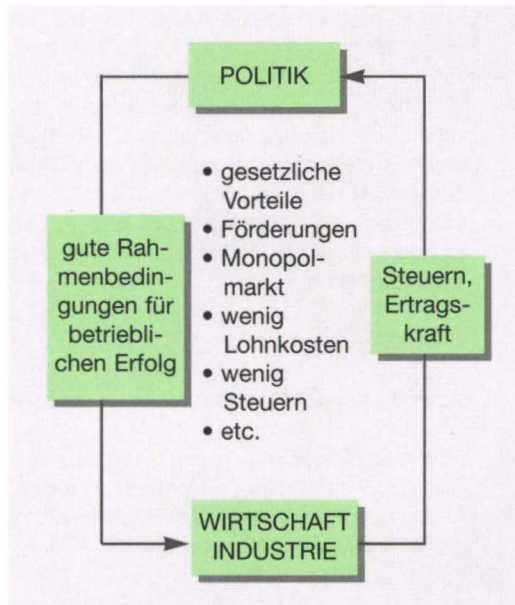 POLITIK
• gesetzliche
Vorteile
• Förderungen
• Monopol-
markt
• wenig
Lohnkosten
• wenig
Steuern
• etc.
gute Rah-
menbedin-
gungen für
betriebli-
chen Erfolg
Steuern,
Ertrags-
kraft
WIRTSCHAFT
INDUSTRIE